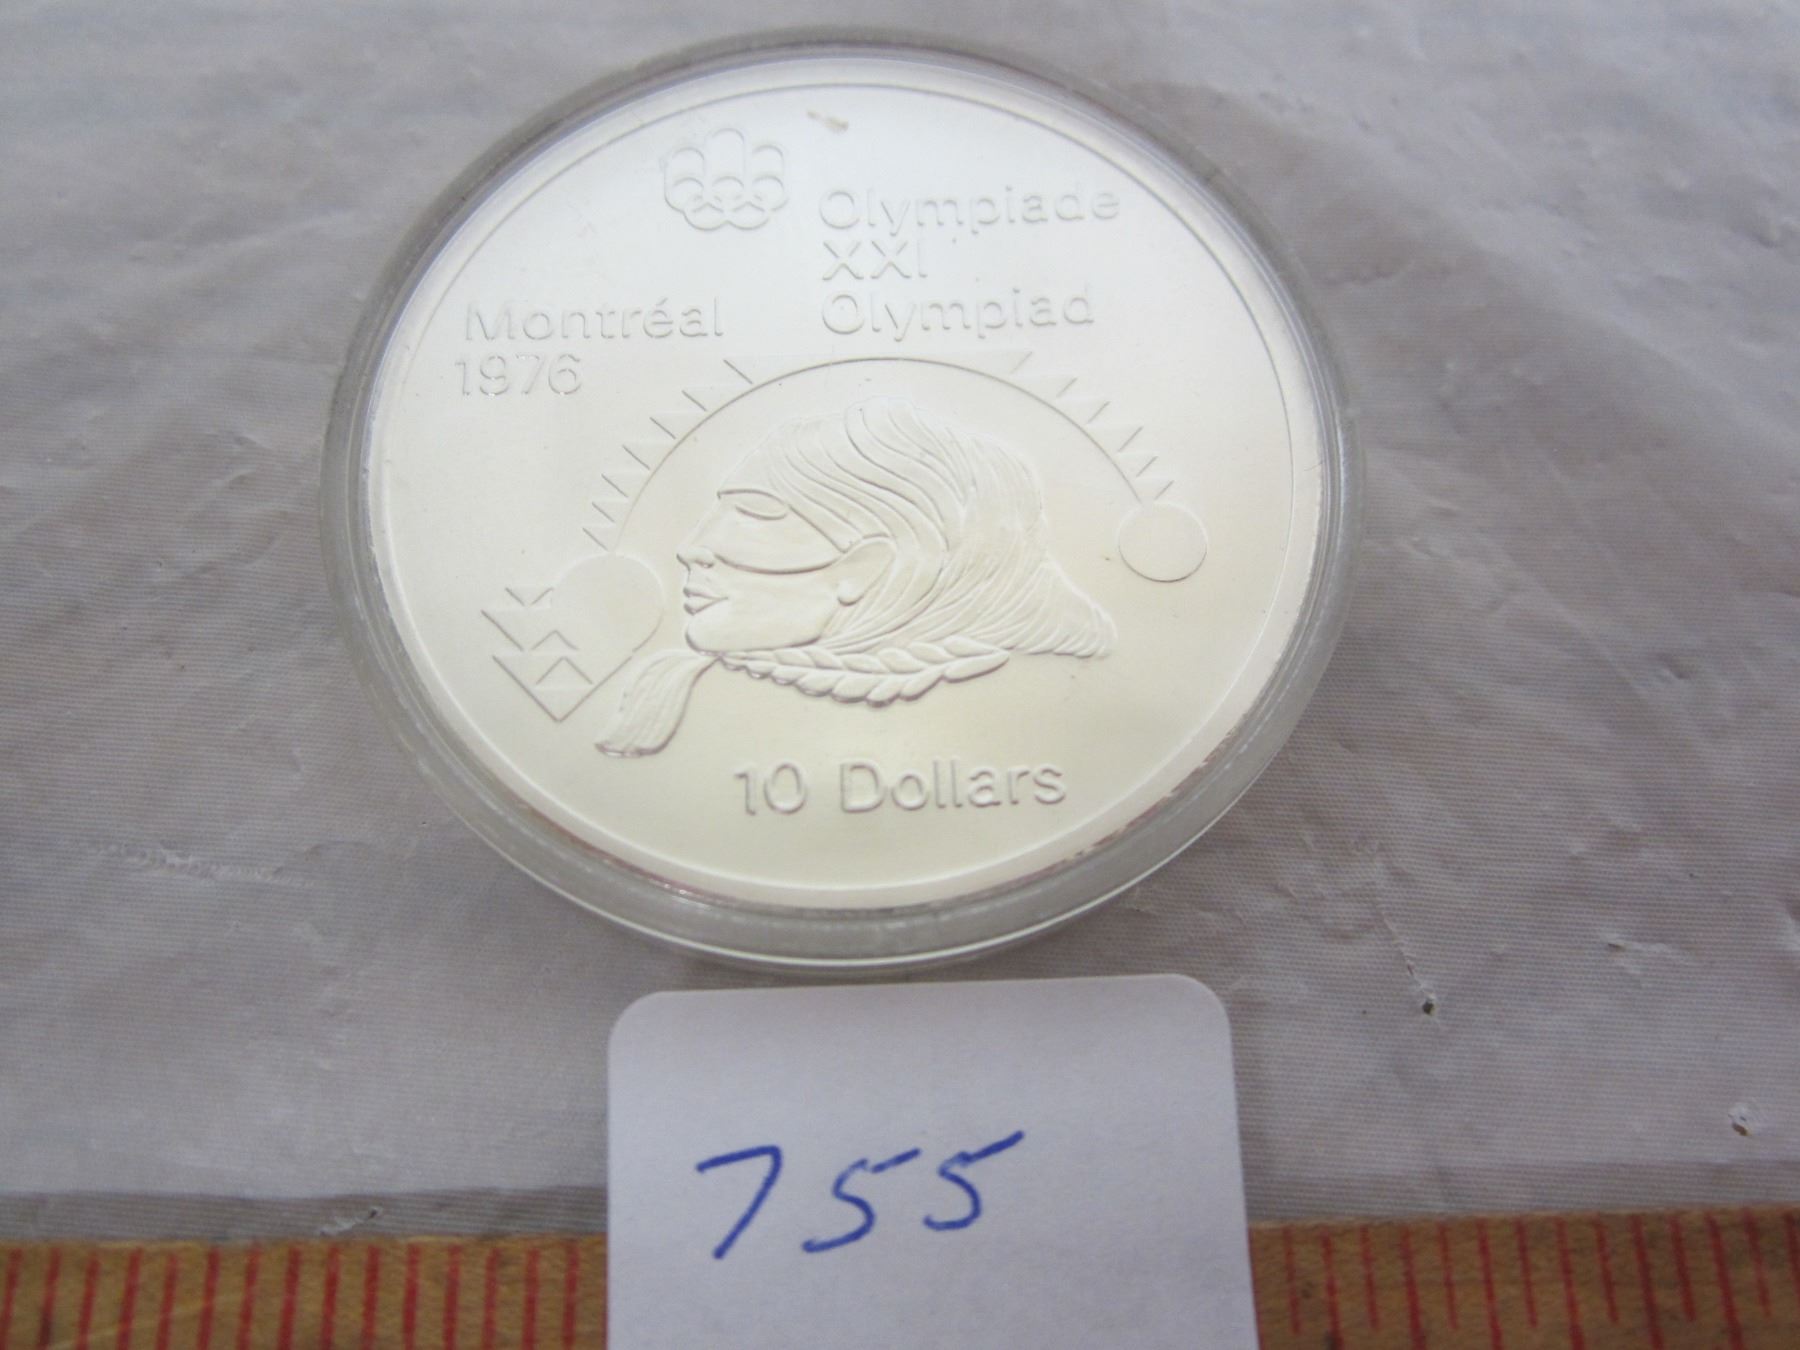 Olympiade
XXI
Olympiad
Montréal
1976
10 Dollars
755